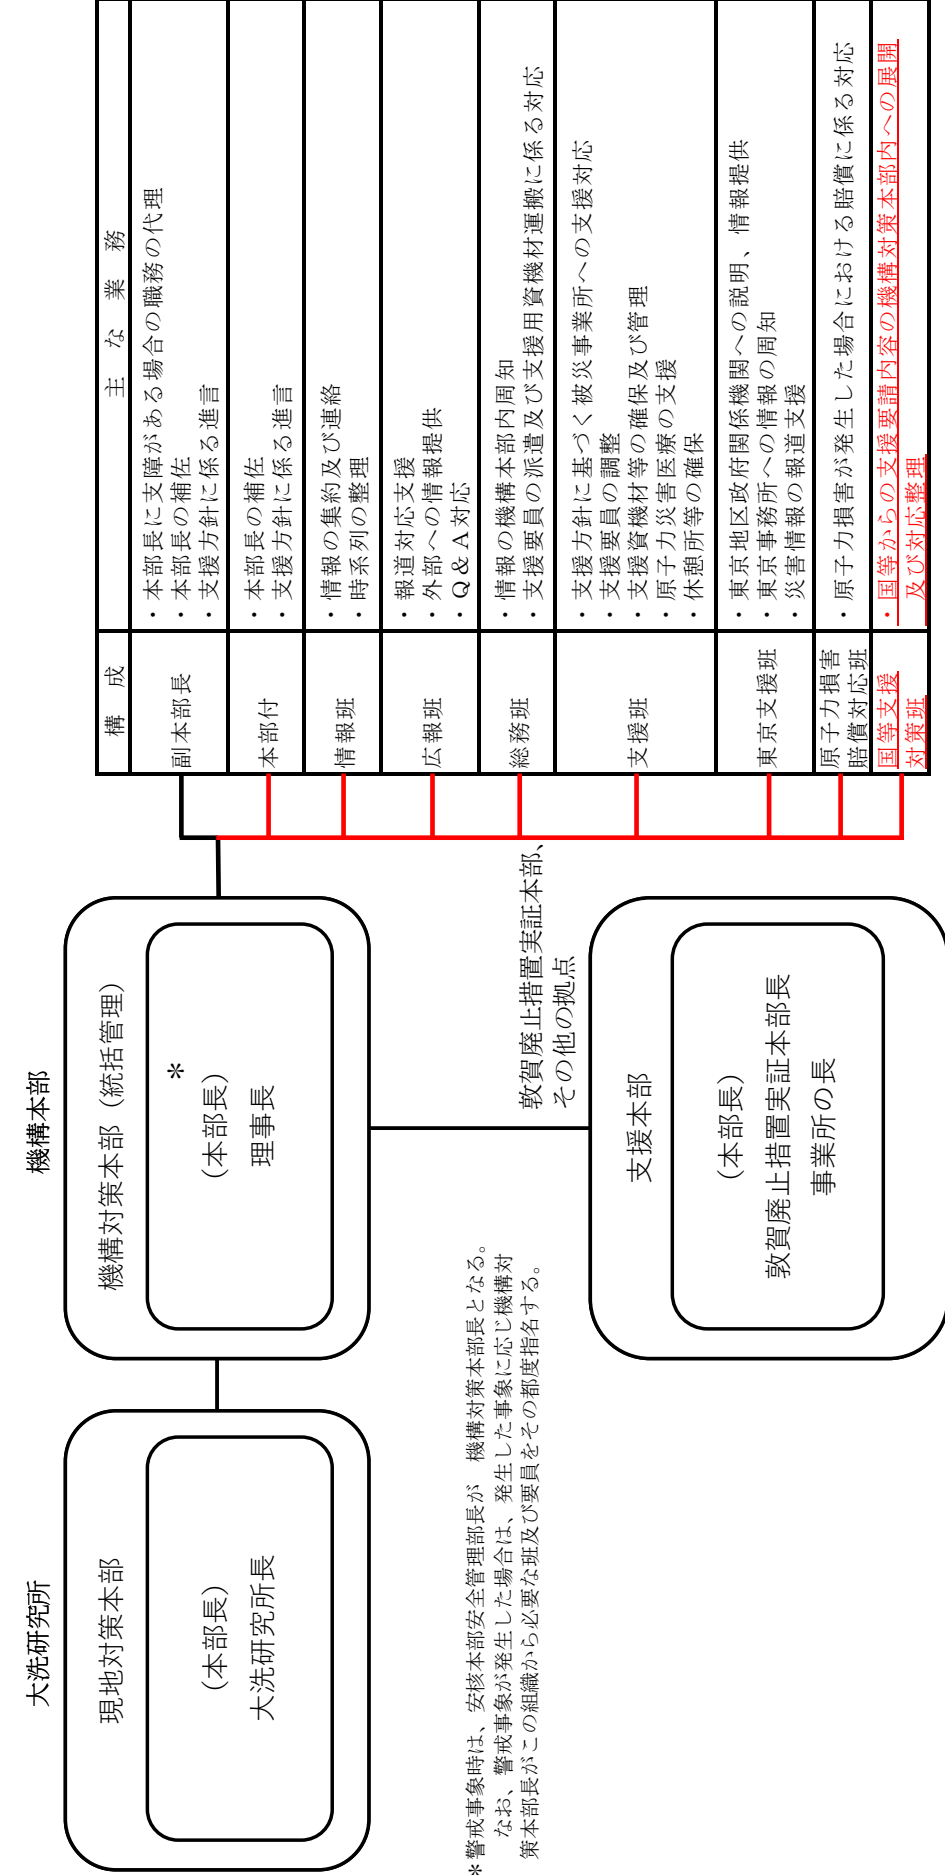 大洗研究所
現地対策本部
（本部長）
大洗研究所長
機構本部
機構対策本部（統括管理）
＊
（本部長）
理事長
＊警戒事象時は、安核本部安全管理部長が　機構対策本部長となる。
なお、警戒事象が発生した場合は、発生した事象に応じ機構対
策本部長がこの組織から必要な班及び要員をその都度指名する。
敦賀廃止措置実証本部、
その他の拠点
支援本部
（本部長）
敦賀廃止措置実証本部長
事業所の長
構　成
主　な　業　務
副本部長
・本部長に支障がある場合の職務の代理
・本部長の補佐
・支援方針に係る進言
本部付
・本部長の補佐
・支援方針に係る進言
情報班
・情報の集約及び連絡
・時系列の整理
広報班
・報道対応支援
・外部への情報提供
・Ｑ＆Ａ対応
総務班
・情報の機構本部内周知
・支援要員の派遣及び支援用資機材運搬に係る対応
支援班
・支援方針に基づく被災事業所への支援対応
・支援要員の調整
・支援資機材等の確保及び管理
・原子力災害医療の支援
・休憩所等の確保
東京支援班
・東京地区政府関係機関への説明、情報提供
・東京事務所への情報の周知
・災害情報の報道支援
原子力損害
賠償対応班
・原子力損害が発生した場合における賠償に係る対応
国等支援
対策班
・国等からの支援要請内容の機構対策本部内への展開
及び対応整理